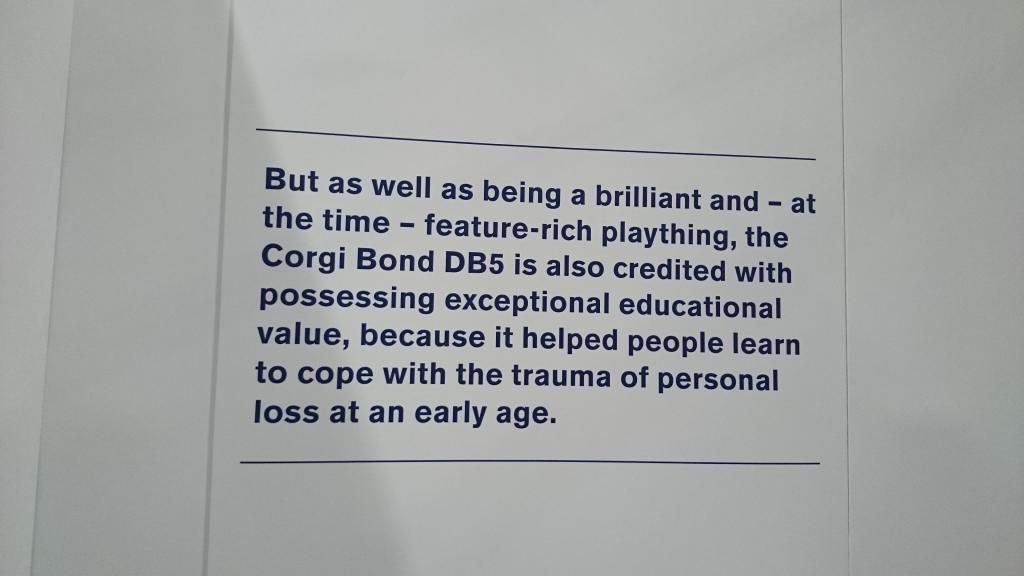 But as well as being a brilliant and – at
the time – feature-rich plaything, the
Corgi Bond DB5 is also credited with
possessing exceptional educational
value, because it helped people learn
to cope with the trauma of personal
loss at an early age.